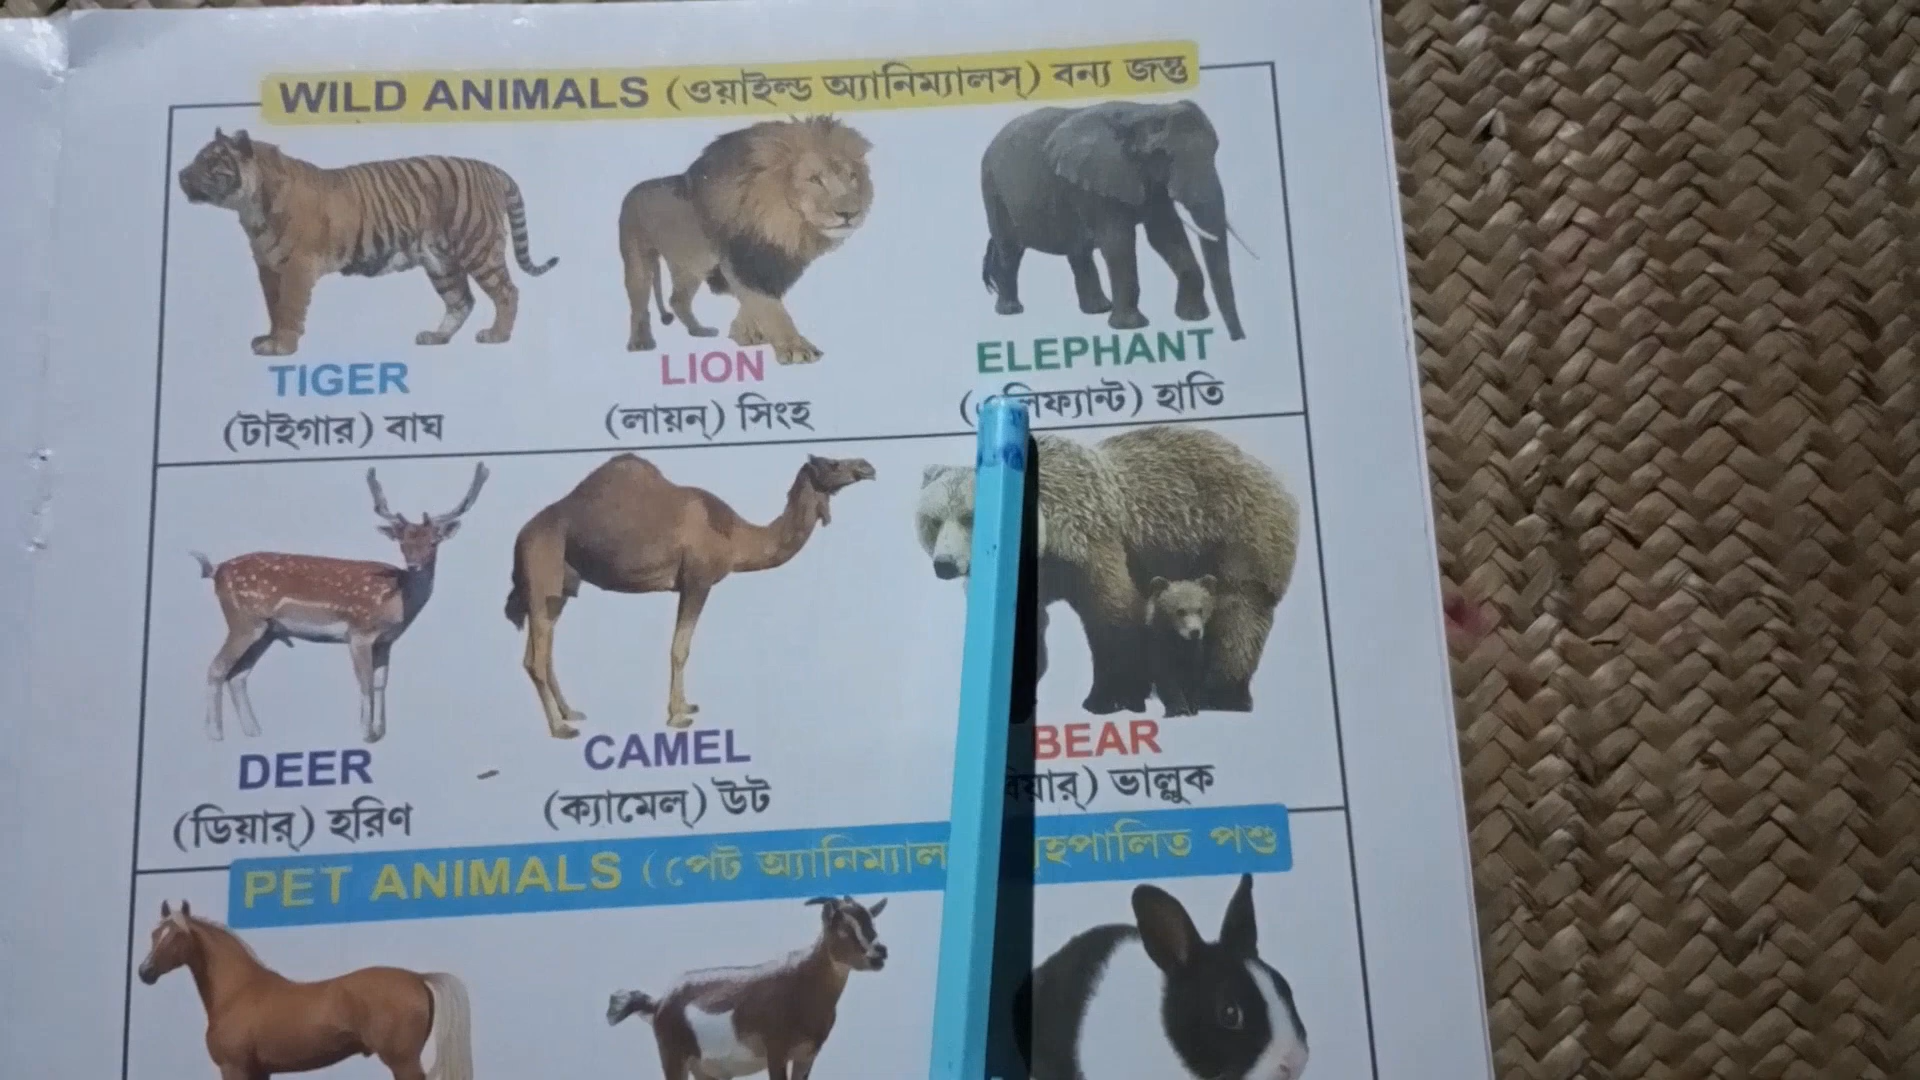 WILD ANIMALS (ওয়াইল্ড অ্যানিম্যালস্) বন্য জন্তু
TIGER
(টাইগার) বাঘ
LION
(লায়ন্) সিংহ
ELEPHANT
হাতি
DEER
(ডিয়ার্) হরিণ
CAMEL
(ক্যামেল্) উট
BEAR
ভাল্লুক
PET ANIMALS (পেট পশু